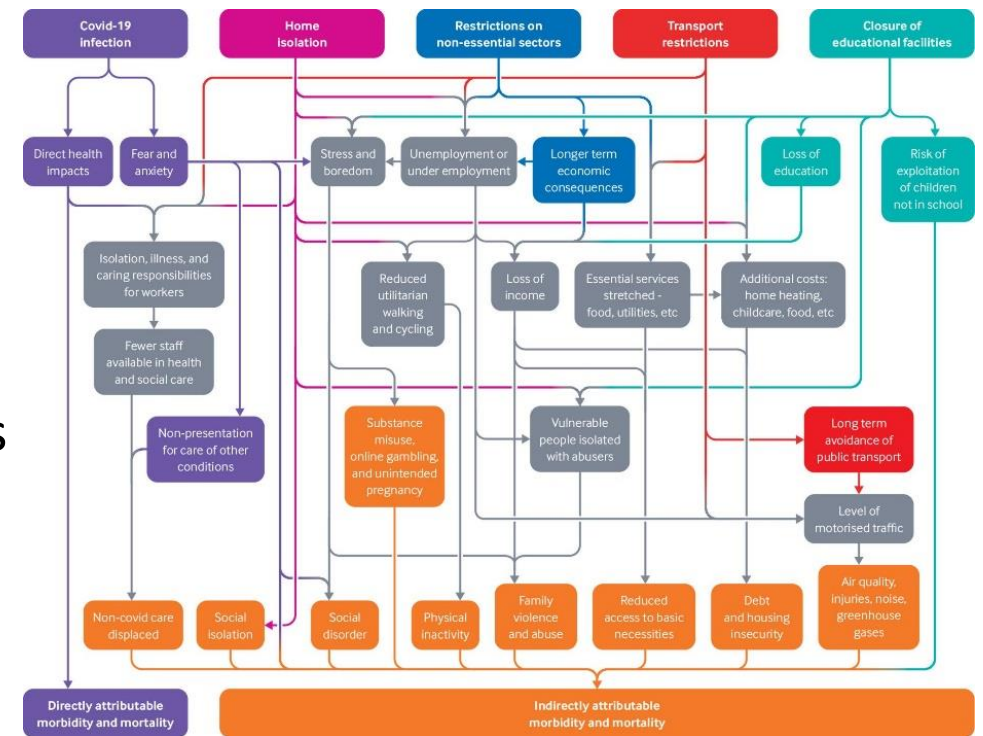 Covid-19
infection
Home
isolation
Restrictions on
non-essential sectors
Transport
restrictions
Closure of
educational facilities
Direct health
impacts
Fear and
anxiety
Stress and
boredom
Unemployment or
under employment
Longer term
economic
consequences
Loss of
education
Risk of
exploitation
of children
not in school
Isolation, illness, and
caring responsibilities
for workers
Reduced
utilitarian
walking
and cycling
Loss of
income
Essential services
stretched -
food, utilities, etc
Additional costs:
home heating,
childcare, food, etc
Fewer staff
available in health
and social care
s
Non-presentation
for care of other
conditions
Substance
misuse,
online gambling,
and unintended
pregnancy
Vulnerable
people isolated
with abusers
Long term
avoidance of
public transport
Level of
motorised traffic
Non-covid care
displaced
Social
isolation
Social
disorder
Physical
inactivity
Family
violence
and abuse
Reduced
access to basic
necessities
Debt
and housing
insecurity
Air quality,
injuries, noise,
greenhouse
gases
Directly attributable
morbidity and mortality
Indirectly attributable
morbidity and mortality